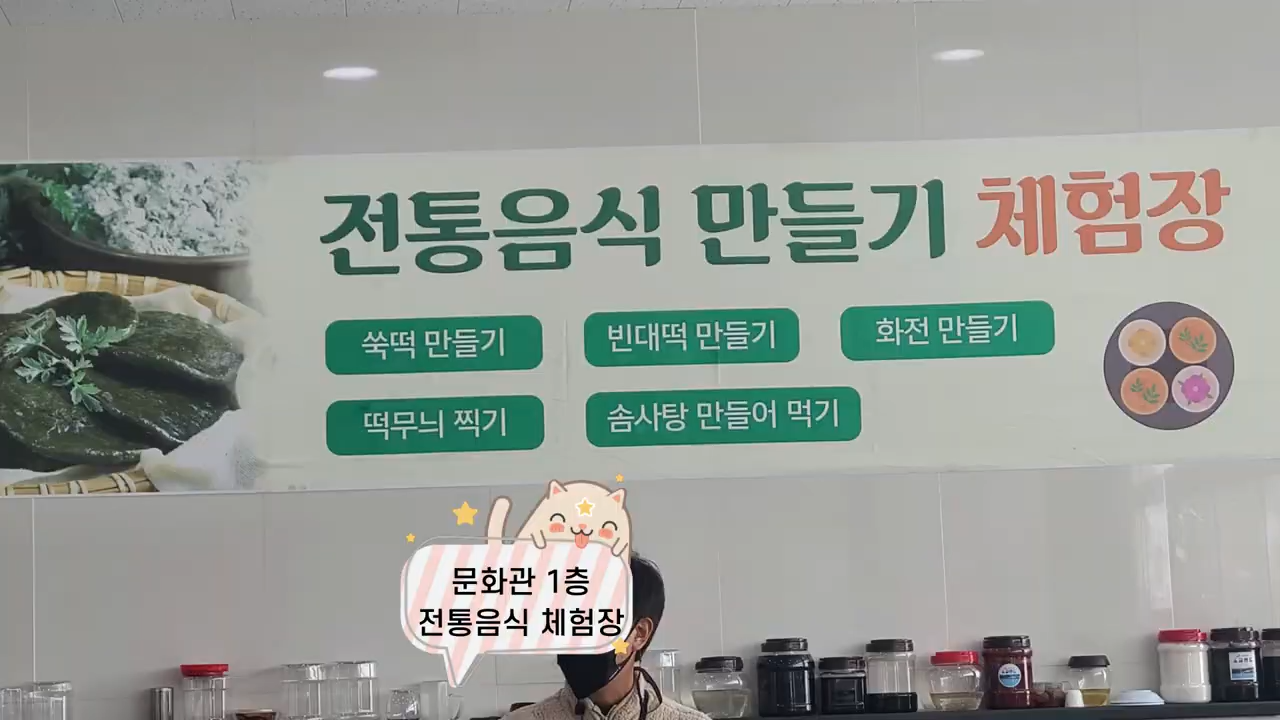 전통음식 만들기 체험장
쑥떡 만들기
빈대떡 만들기
화전 만들기
떡무늬 찍기
솜사탕 만들어 먹기
문화관 1층
전통음식 체험장